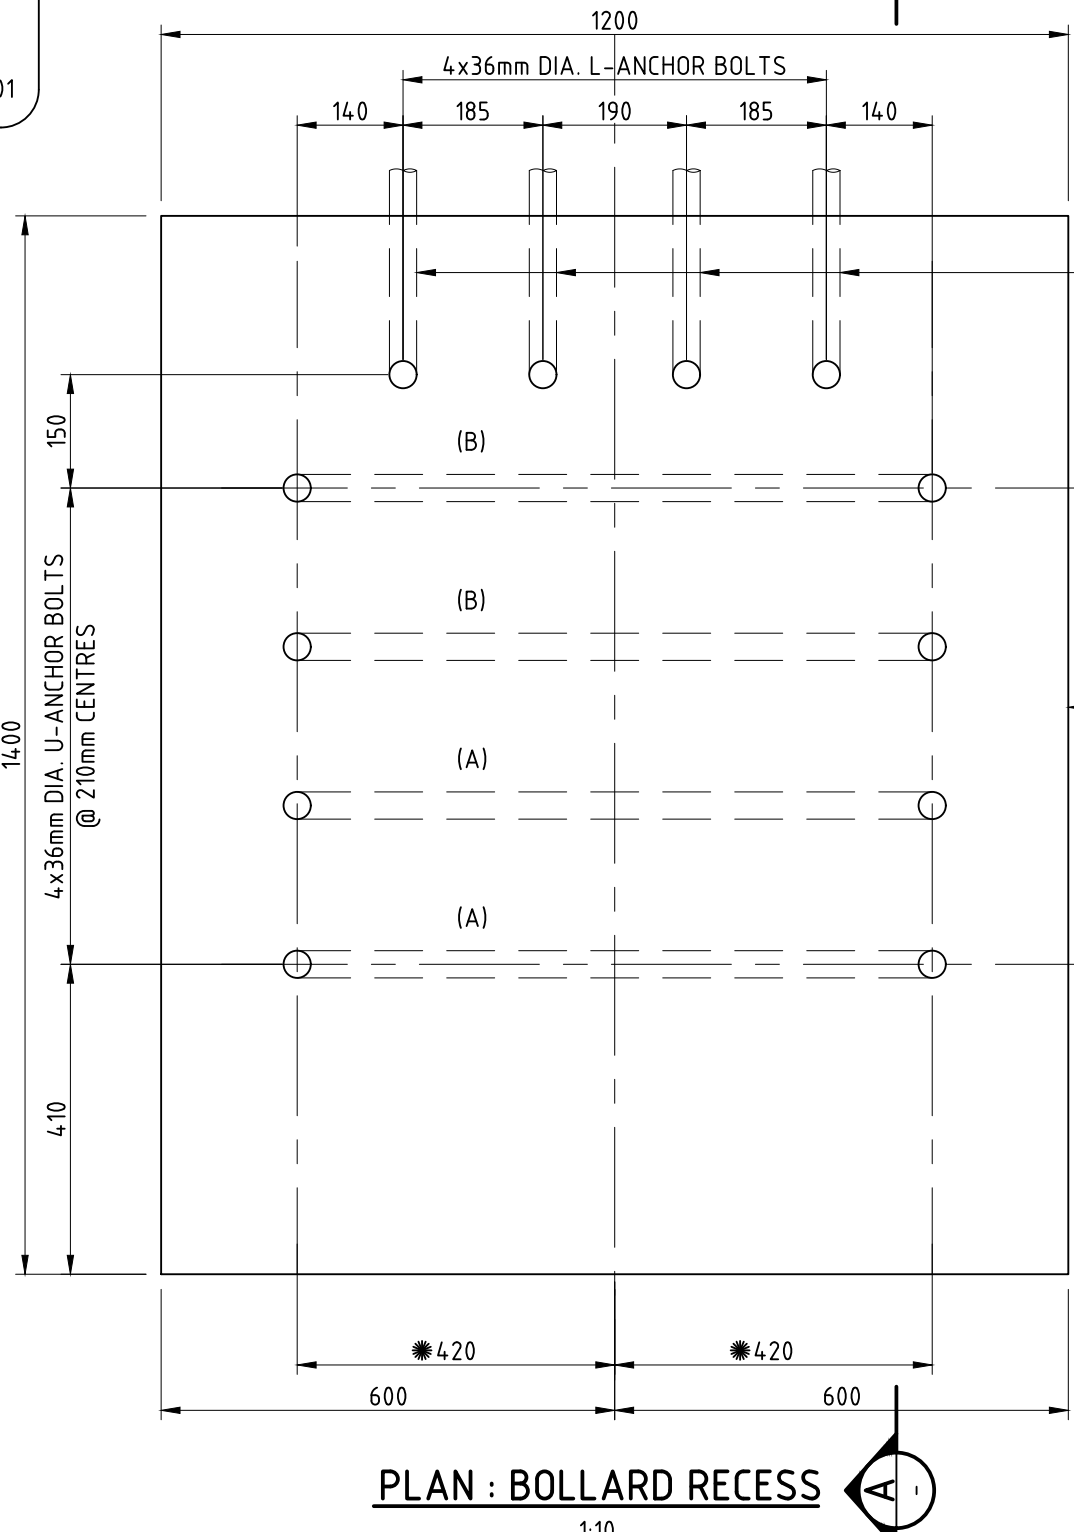 1200
01
4x36mm DIA. L-ANCHOR BOLTS
140 185 190 185 140
150
(B)
(B)
4x36mm DIA. U-ANCHOR BOLTS
@ 210mm CENTRES
1400
(A)
(A)
410
420 420
600 600
PLAN : BOLLARD RECESS
A
-
1:10